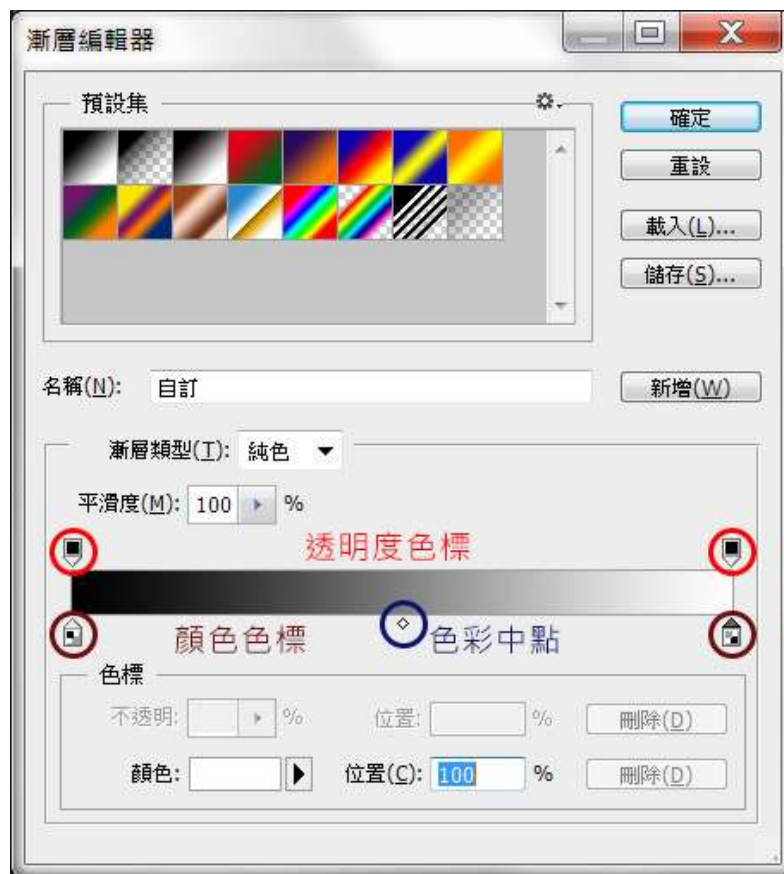 漸層編輯器
預設集
確定
重設
載入(L)...
儲存(S)...
名稱(N): 自訂
新增(W)
漸層類型(T): 純色
平滑度(M): 100 %
透明度色標
顏色色標
色彩中點
色標
不透明: %
位置: %
刪除(D)
顏色:
位置(C): 100 %
刪除(D)